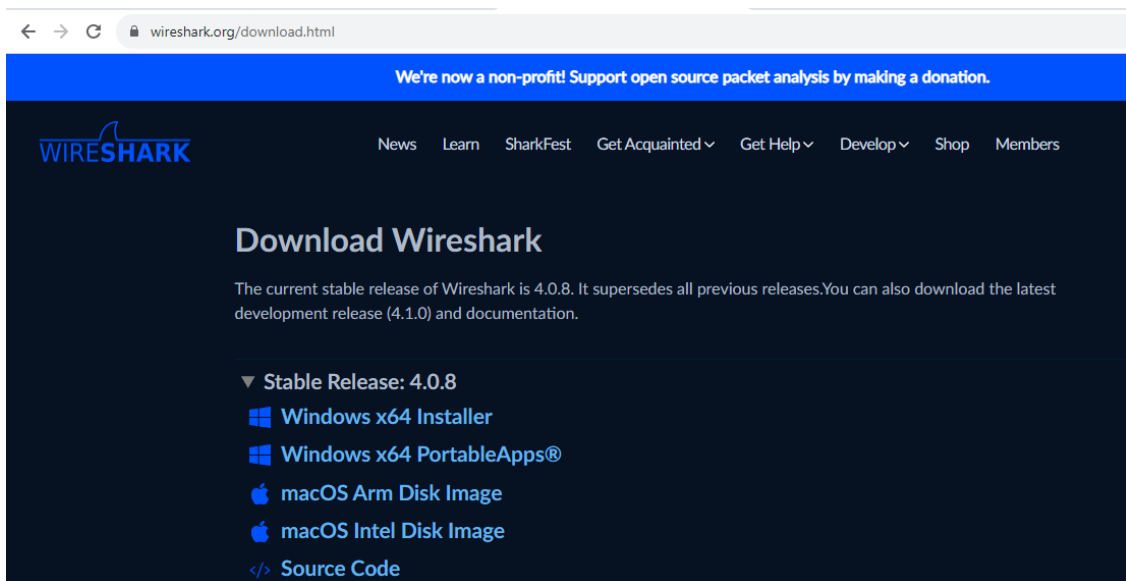 wireshark.org/download.html
We're now a non-profit! Support open source packet analysis by making a donation.
WIRESHARK
News Learn SharkFest Get Acquainted Get Help Develop Shop Members
Download Wireshark
The current stable release of Wireshark is 4.0.8. It supersedes all previous releases.You can also download the latest
development release (4.1.0) and documentation.
Stable Release: 4.0.8
Windows x64 Installer
Windows x64 PortableApps®
macOS Arm Disk Image
macOS Intel Disk Image
</> Source Code